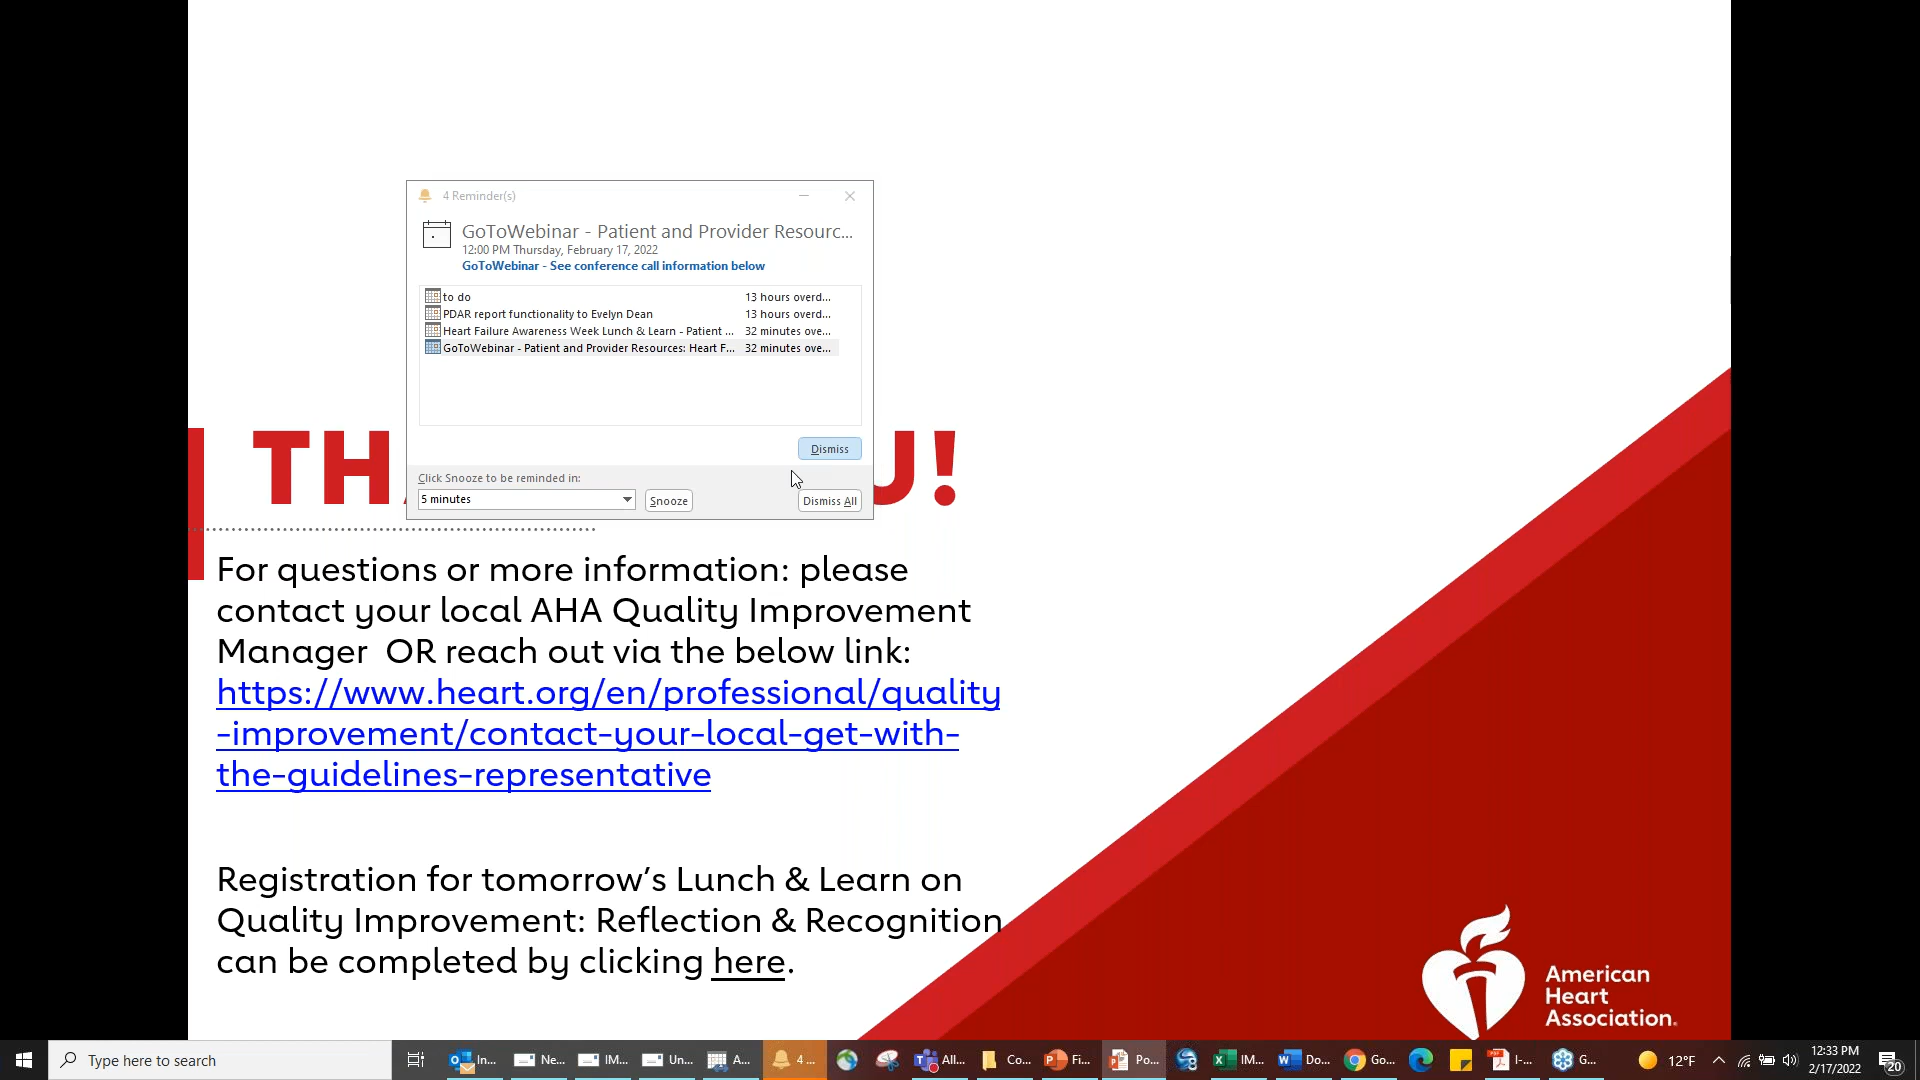 4 Reminder(s)
GoToWebinar - Patient and Provider Resourc...
12:00 PM Thursday, February 17, 2022
GoToWebinar - See conference call information below
to do 13 hours overd...
PDAR report functionality to Evelyn Dean 13 hours overd...
Heart Failure Awareness Week Lunch & Learn - Patient ... 32 minutes ove...
GoToWebinar - Patient and Provider Resources: Heart F... 32 minutes ove...
Dismiss
Click Snooze to be reminded in:
5 minutes Snooze Dismiss All
TH U!
For questions or more information: please
contact your local AHA Quality Improvement
Manager OR reach out via the below link:
https://www.heart.org/en/professional/quality
-improvement/contact-your-local-get-with-
the-guidelines-representative
Registration for tomorrow's Lunch & Learn on
Quality Improvement: Reflection & Recognition
can be completed by clicking here.
American
Heart
Association.
Type here to search In... Ne... IM... Un... A... 4 ... All... Co... Fi... Po... IM... Do... Go... I-... G... 12°F 12:33 PM
2/17/2022 20